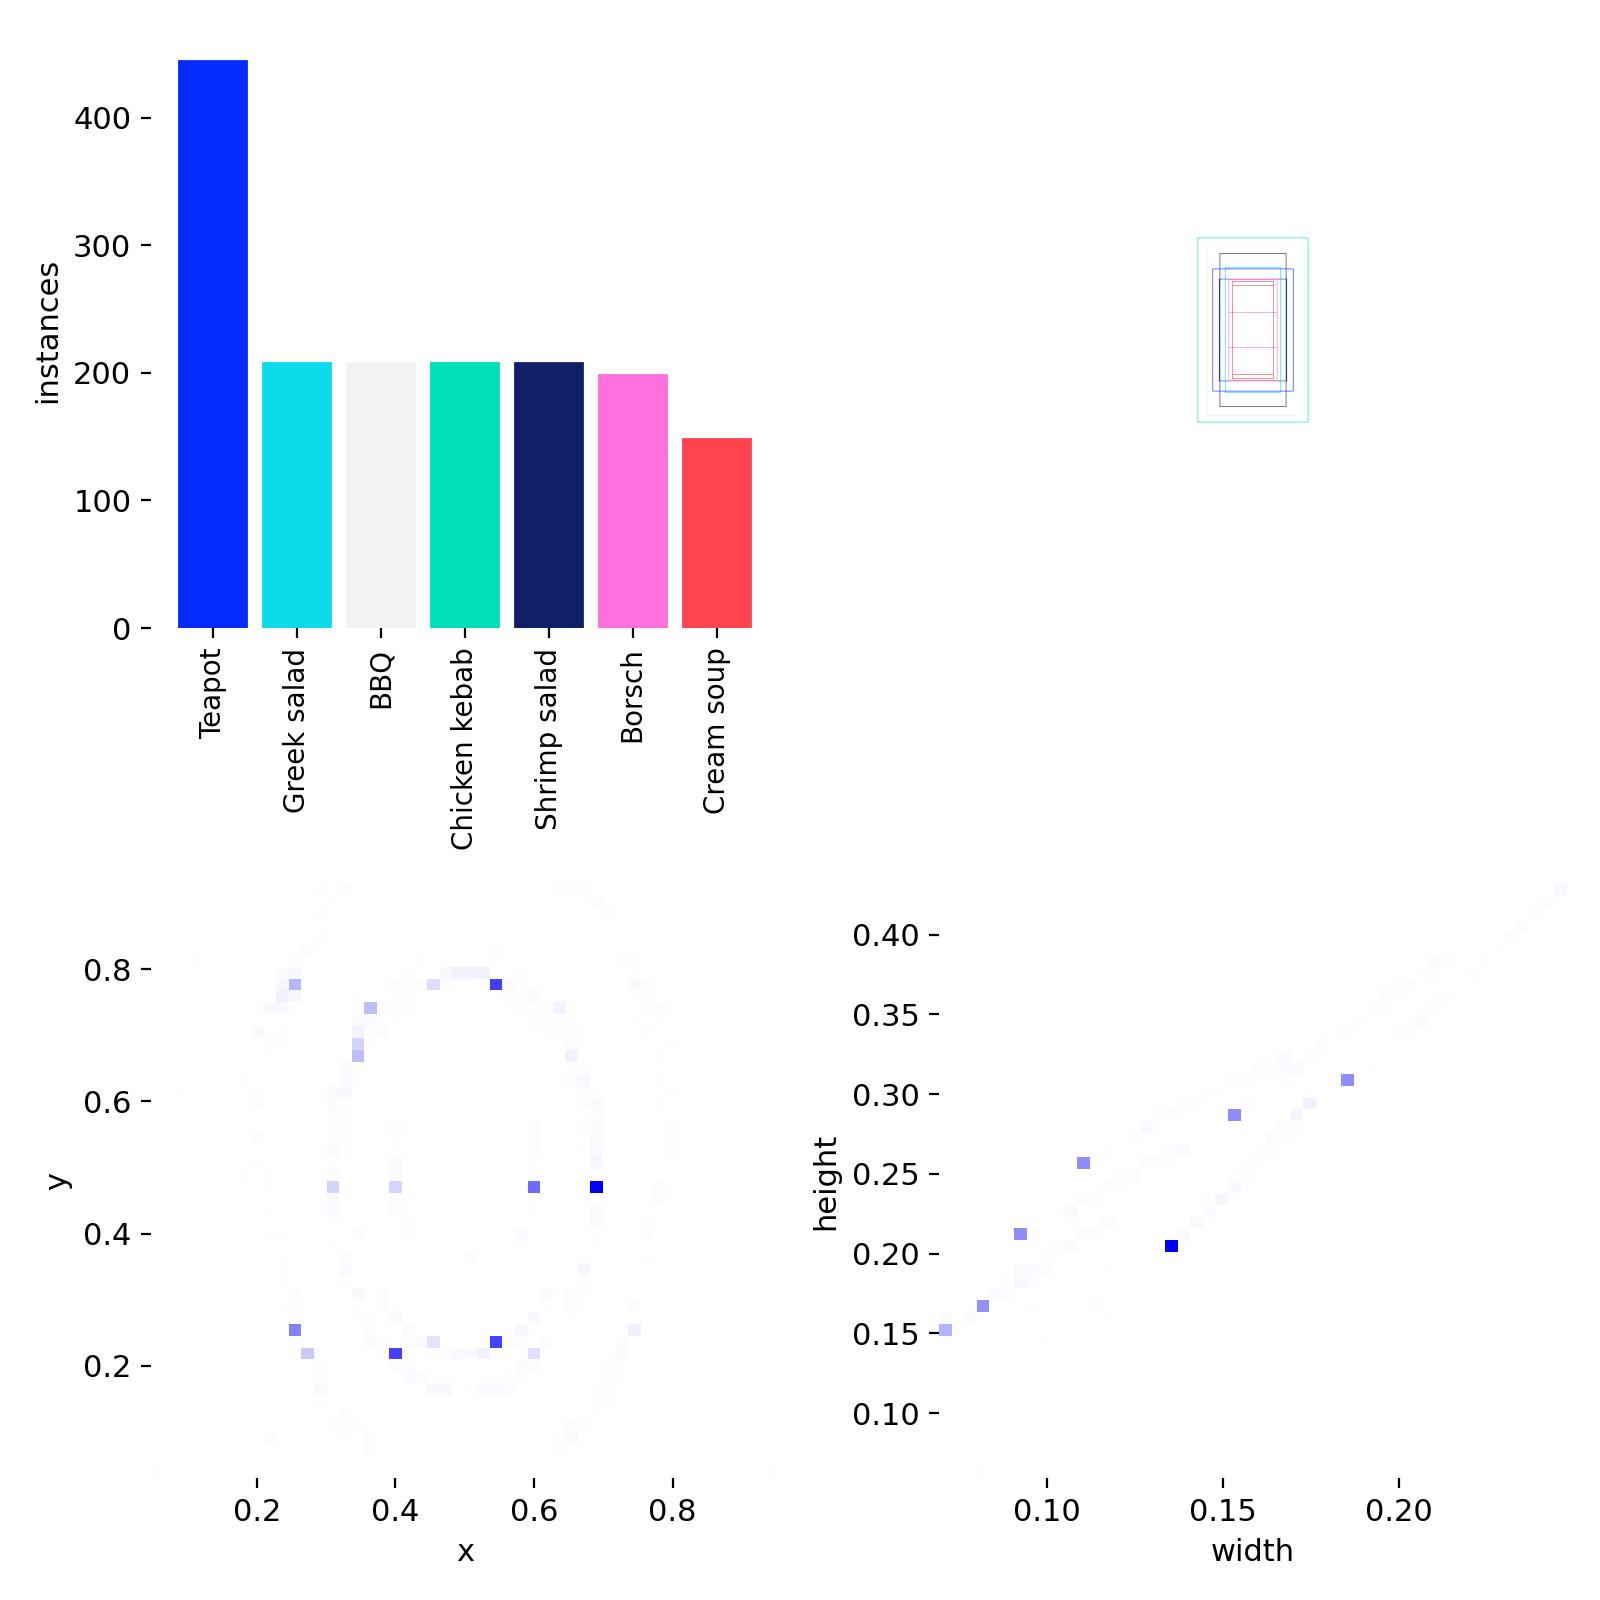 instances
400
300
200
100
0
Teapot
Greek salad
BBQ
Chicken kebab
Shrimp salad
Borsch
Cream soup
y
0.8
0.6
0.4
0.2
0.2 0.4 0.6 0.8
x
height
0.40
0.35
0.30
0.25
0.20
0.15
0.10
0.10 0.15 0.20
width